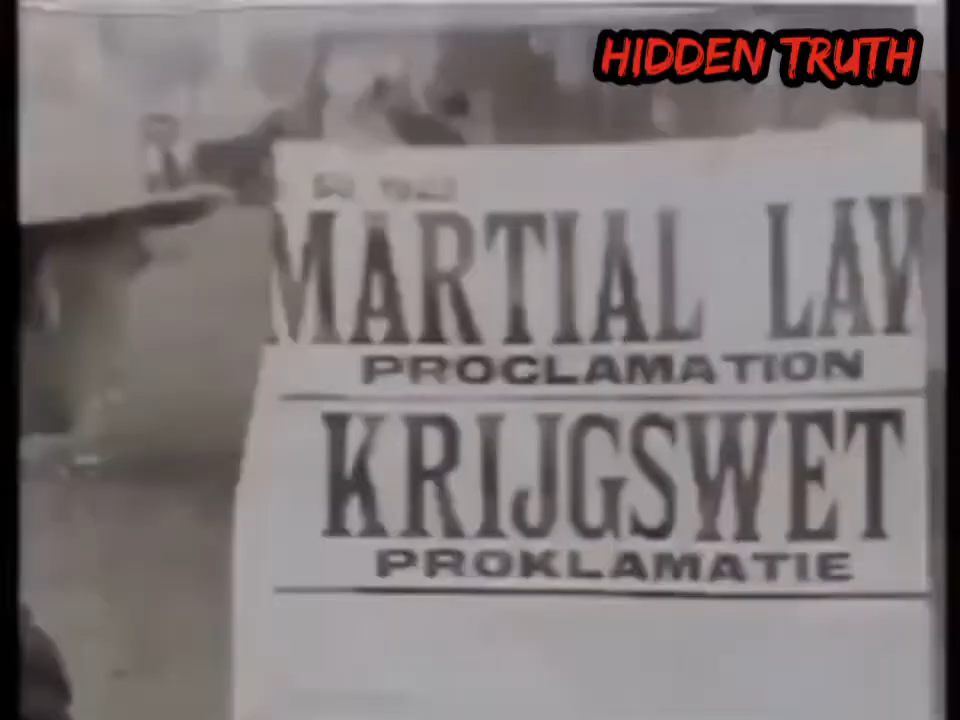 HIDDEN TRUTH
MARTIAL LAW
PROCLAMATION
KRIJGSWET
PROKLAMATIE